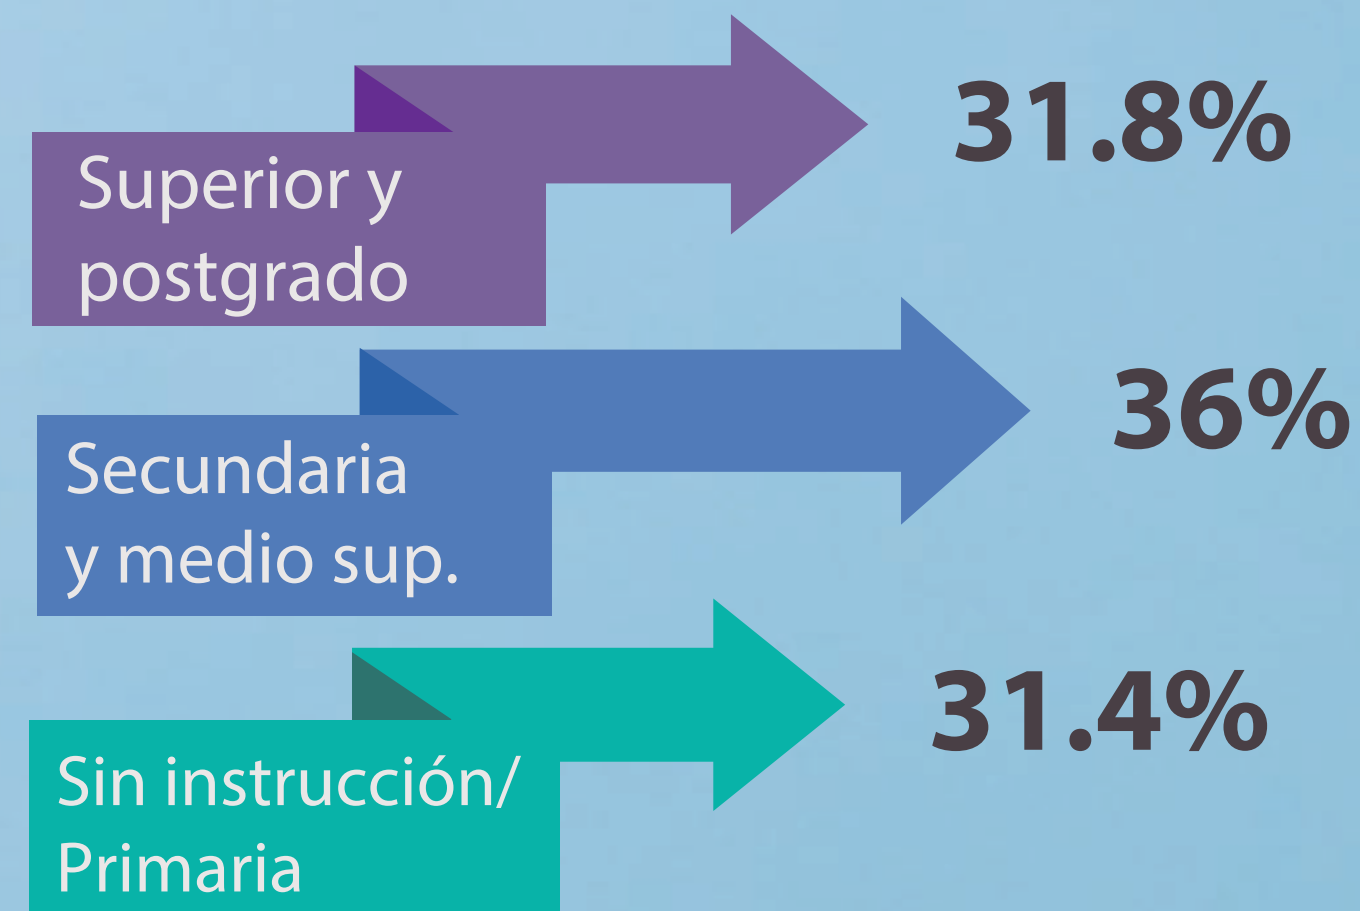 Superior y
postgrado
31.8%
Secundaria
y medio sup.
36%
Sin instrucción/
Primaria
31.4%